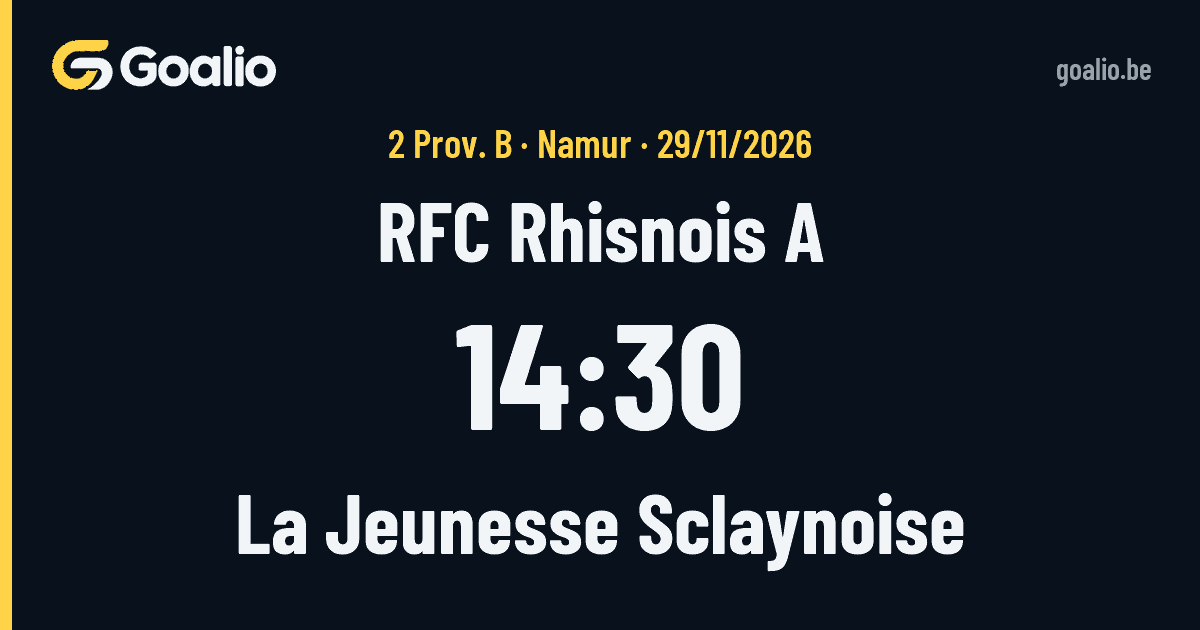 Goalio
goalio.be
2 Prov. B · Namur · 29/11/2026
RFC Rhisnois A
14:30
La Jeunesse Sclaynoise